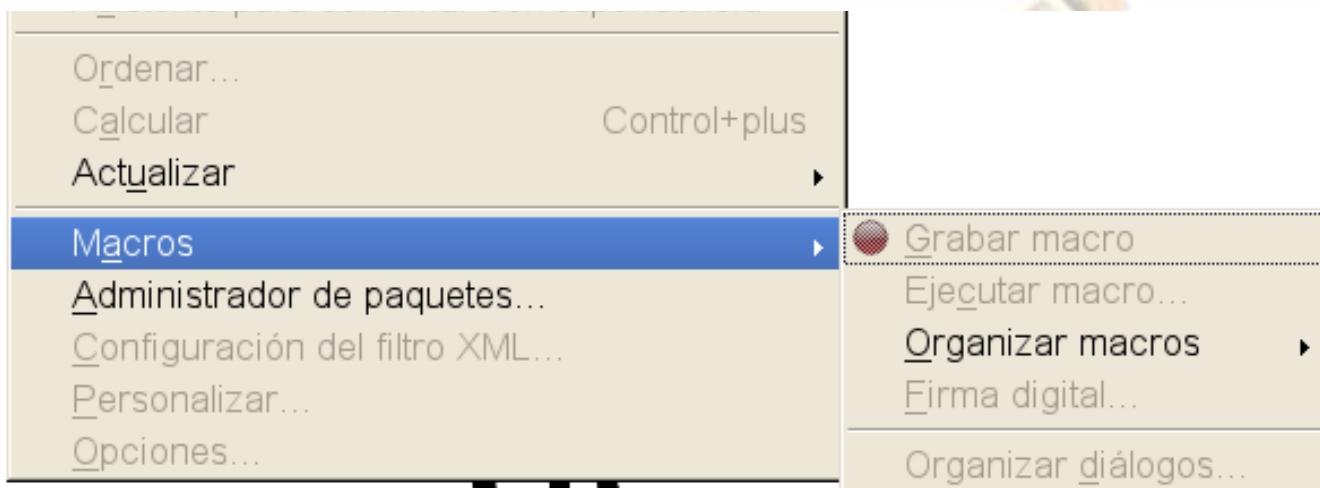 Ordenar...
Calcular Control+plus
Actualizar
Macros
Administrador de paquetes...
Configuración del filtro XML...
Personalizar...
Opciones...
Grabar macro
Ejecutar macro...
Organizar macros
Firma digital...
Organizar diálogos...